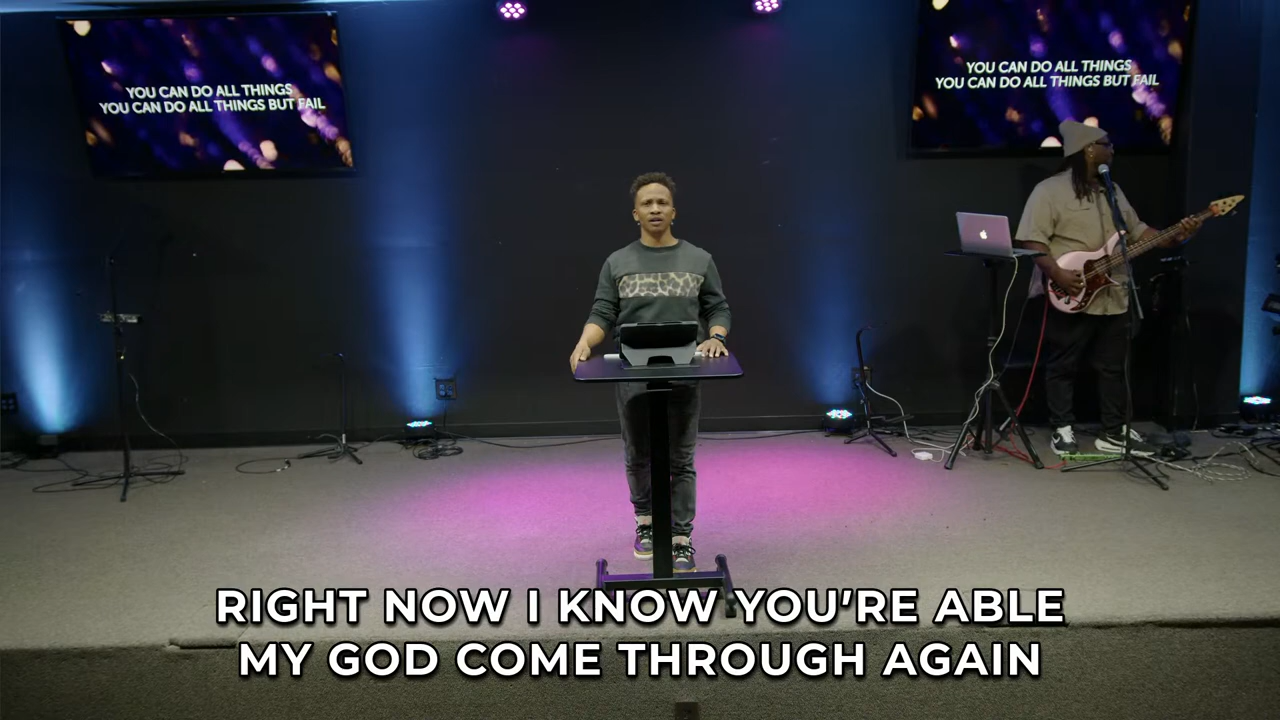 YOU CAN DO ALL THINGS
YOU CAN DO ALL THINGS BUT FAIL
YOU CAN DO ALL THINGS
YOU CAN DO ALL THINGS BUT FAIL
RIGHT NOW I KNOW YOU'RE ABLE
MY GOD COME THROUGH AGAIN